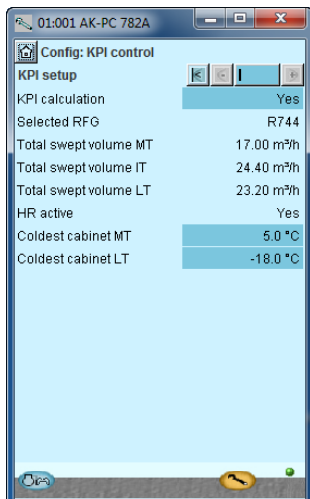 01:001 AK-PC 782A
Config: KPI control
KPI setup
KPI calculation Yes
Selected RFG R744
Total swept volume MT 17.00 m³/h
Total swept volume IT 24.40 m³/h
Total swept volume LT 23.20 m³/h
HR active Yes
Coldest cabinet MT 5.0 °C
Coldest cabinet LT -18.0 °C